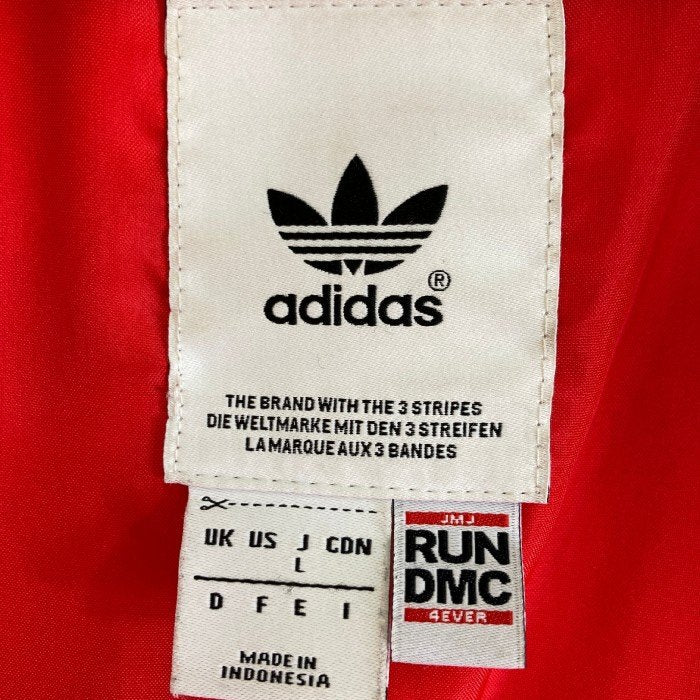 adidas®
THE BRAND WITH THE 3 STRIPES
DIE WELTMARKE MIT DEN 3 STREIFEN
LA MARQUE AUX 3 BANDES
UK US J CDN
L
D F E I
MADE IN
INDONESIA
JMJ
RUN
DMC
4EVER